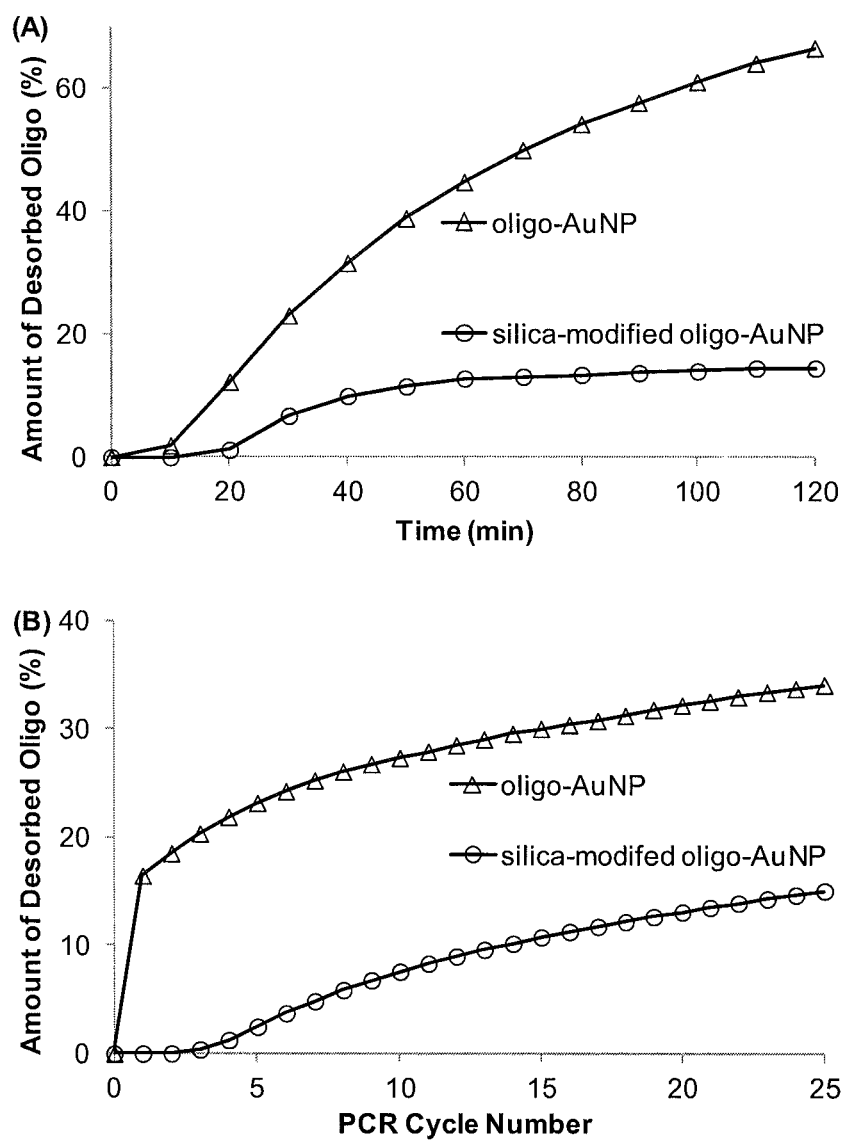 (A)
Amount of Desorbed Oligo (%)
60
40
20
0
oligo-AuNP
silica-modified oligo-AuNP
0 20 40 60 80 100 120
Time (min)
(B)
Amount of Desorbed Oligo (%)
40
30
20
10
0
oligo-AuNP
silica-modifed oligo-AuNP
0 5 10 15 20 25
PCR Cycle Number